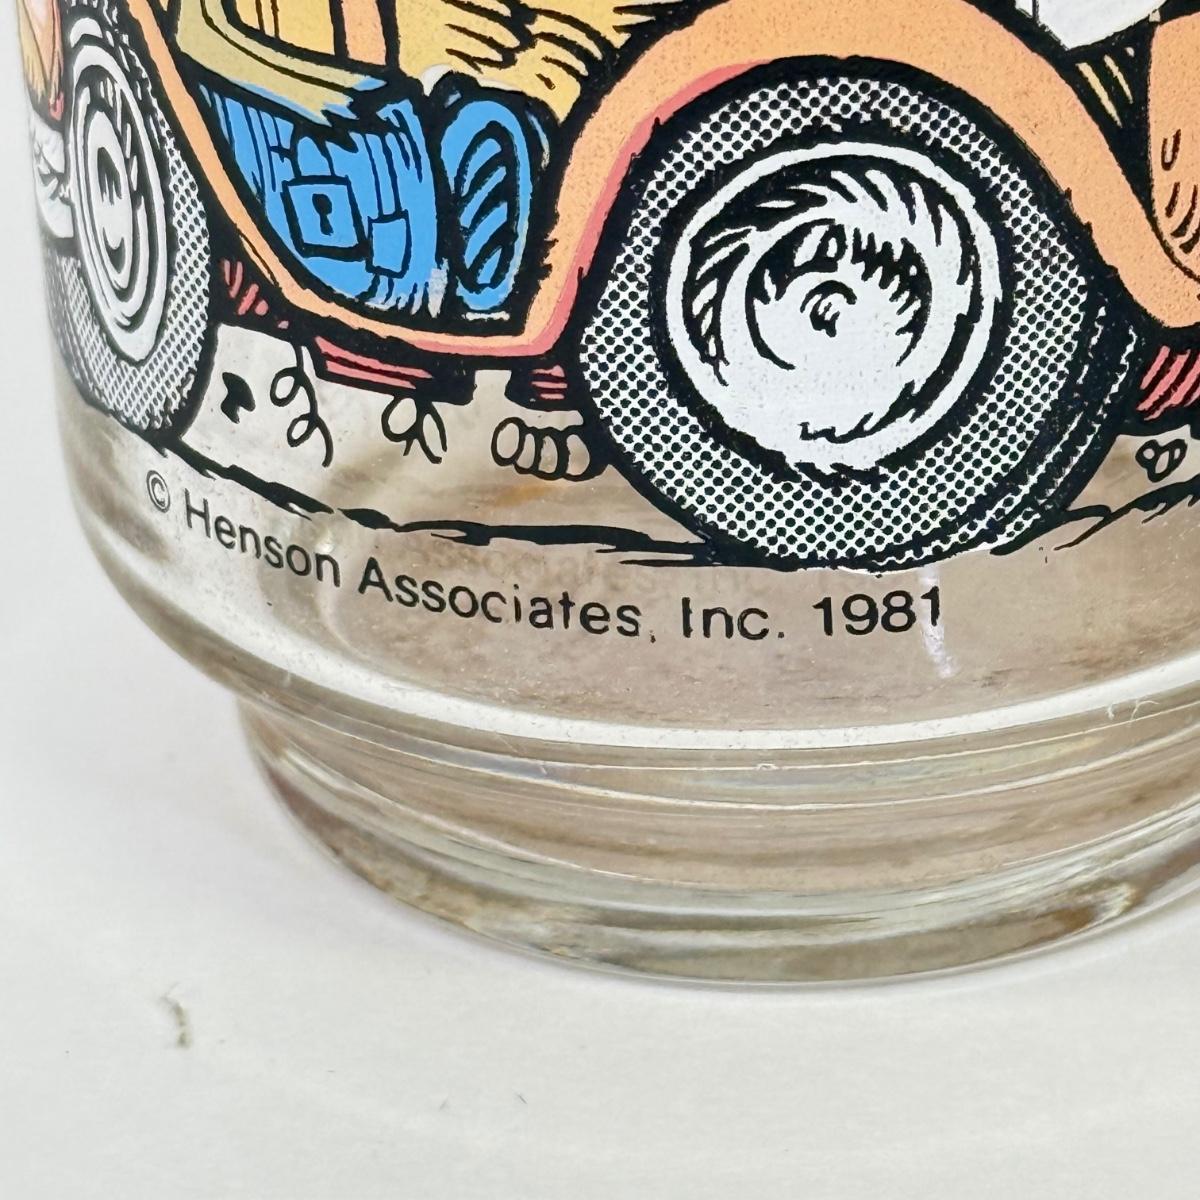 © Henson Associates, Inc. 1981